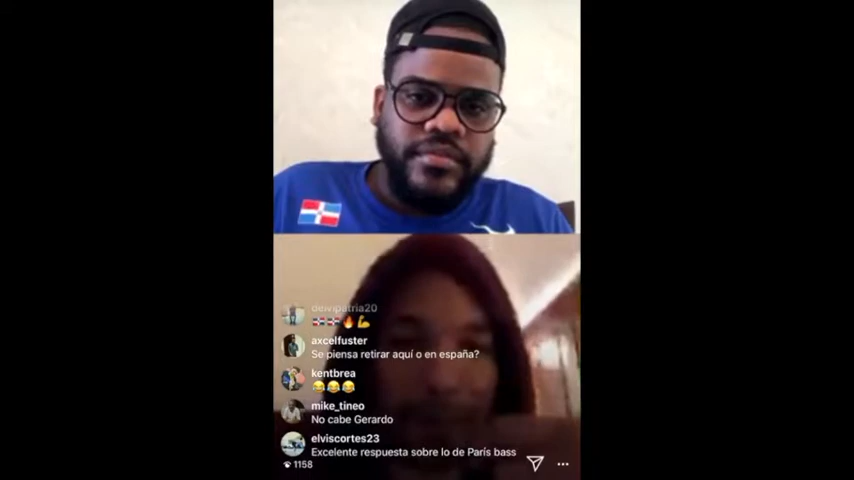 deivipatria20
🇩🇴🇩🇴🔥💪
axcelfuster
Se piensa retirar aquí o en españa?
kentbrea
😂😂😂
mike_tineo
No cabe Gerardo
elviscortes23
Excelente respuesta sobre lo de París bass
1158